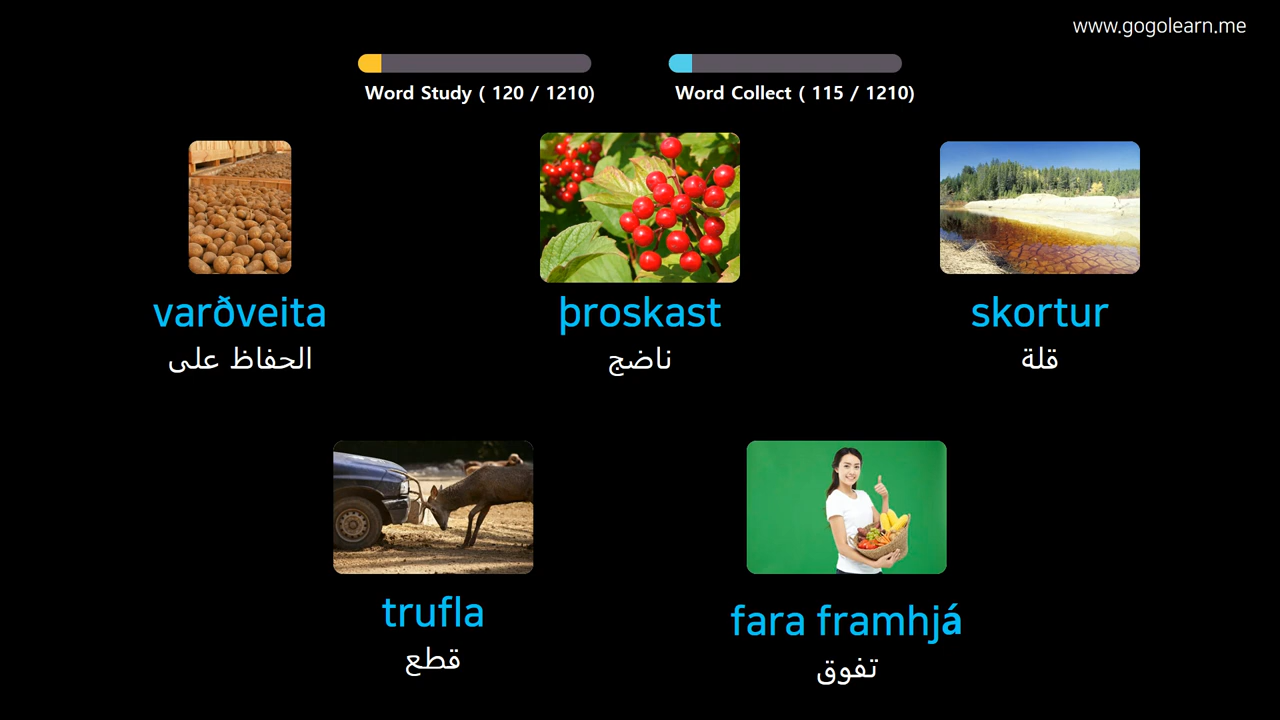 www.gogolearn.me
Word Study ( 120 / 1210)
Word Collect ( 115 / 1210)
varðveita
الحفاظ على
þroskast
ناضج
skortur
قلة
trufla
قطع
fara framhjá
تفوق